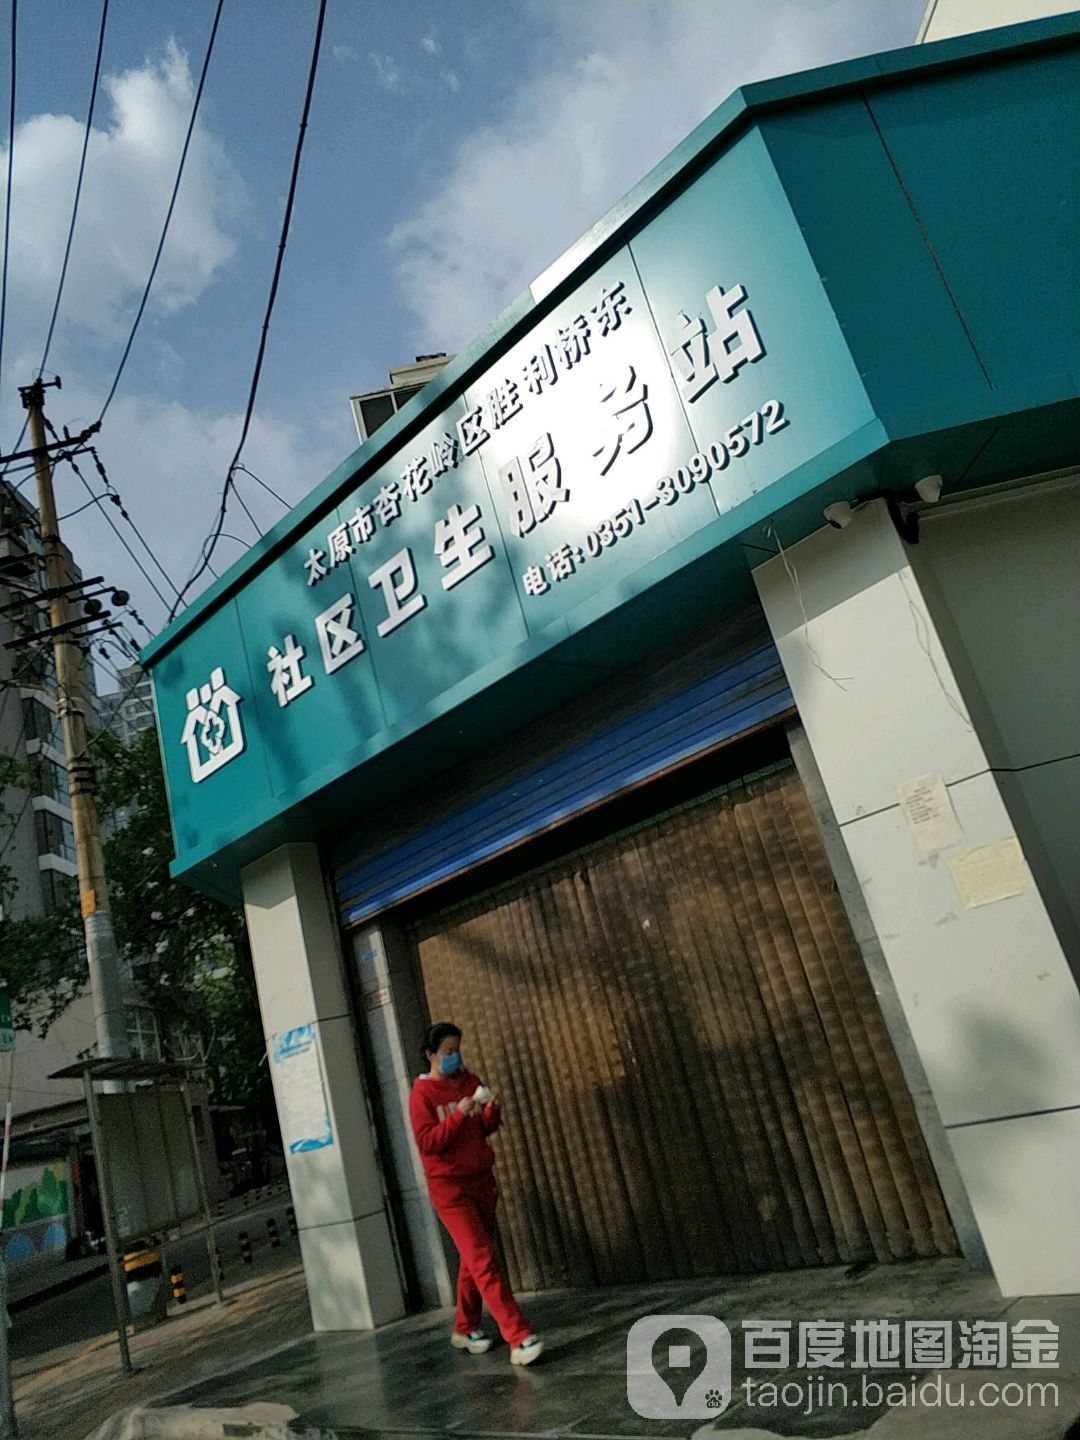 太原市杏花岭区胜利桥东
社区卫生服务站
电话:0351-3090572
百度地图淘金
taojin.baidu.com